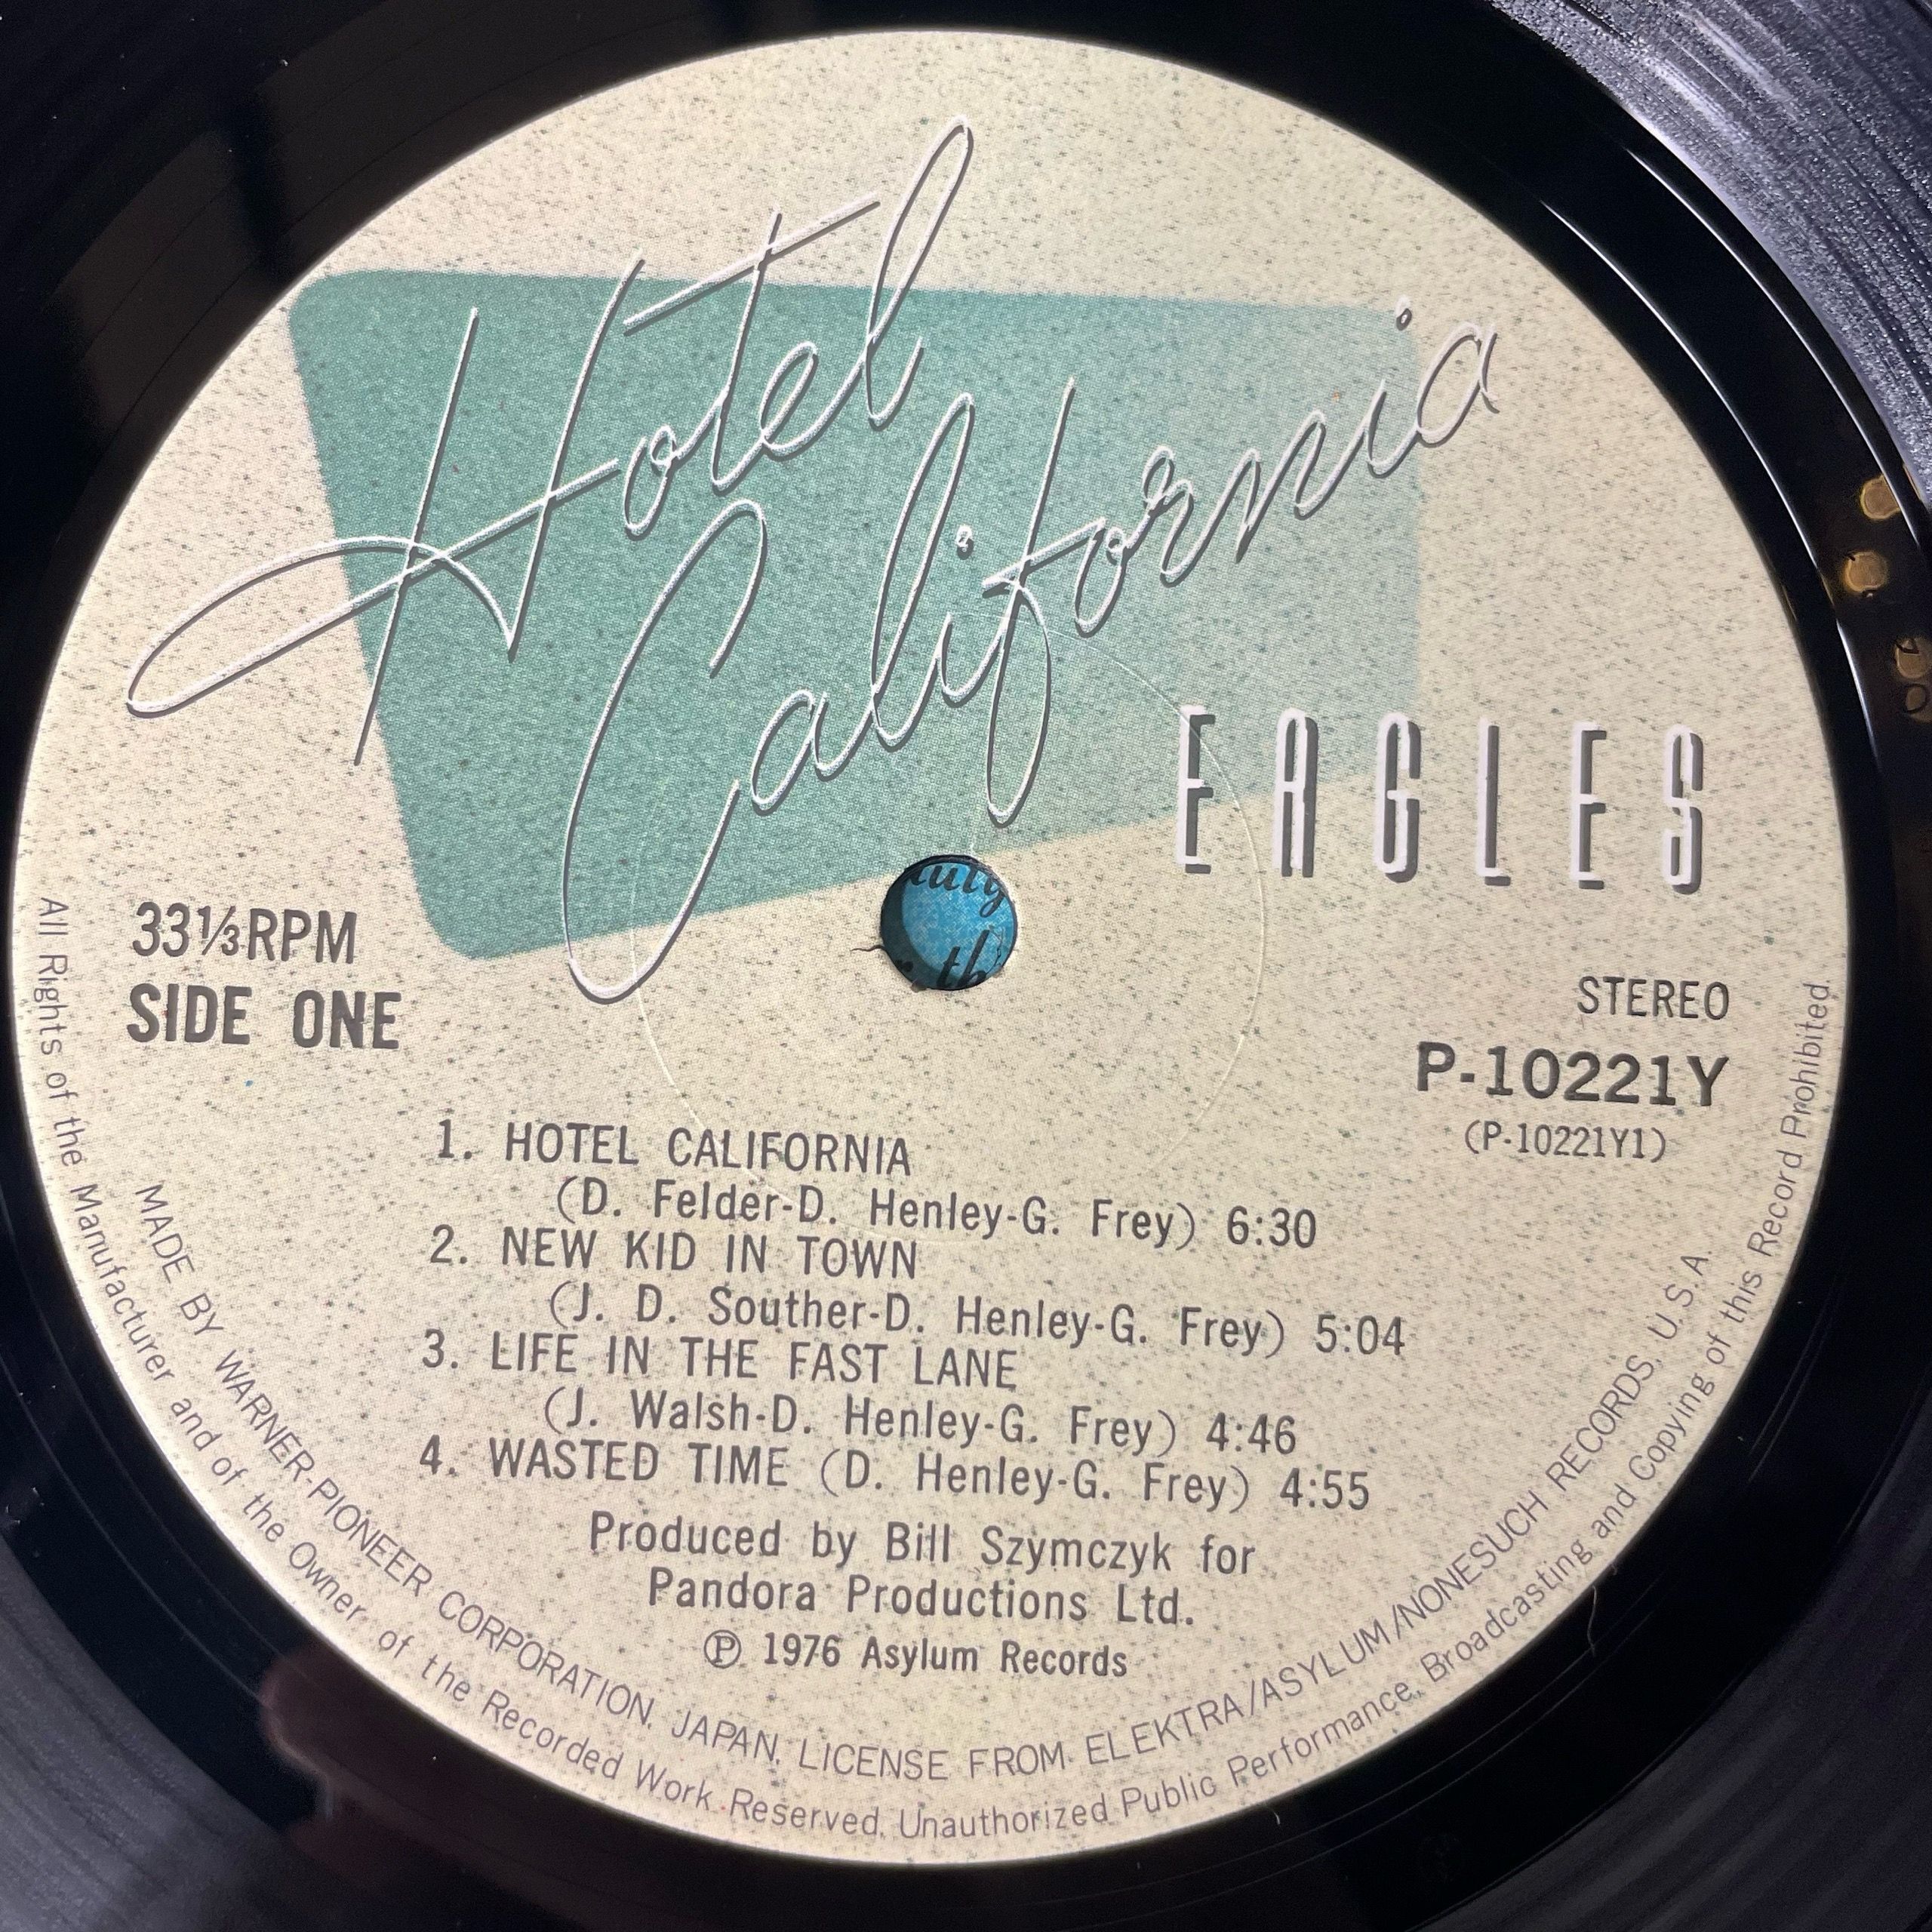 Hotel
California
EAGLES
33⅓RPM
SIDE ONE
STEREO
P-10221Y
(P-10221Y1)
1. HOTEL CALIFORNIA
(D. Felder-D. Henley-G. Frey) 6:30
2. NEW KID IN TOWN
(J. D. Souther-D. Henley-G. Frey) 5:04
3. LIFE IN THE FAST LANE
(J. Walsh-D. Henley-G. Frey) 4:46
4. WASTED TIME (D. Henley-G. Frey) 4:55
Produced by Bill Szymczyk for
Pandora Productions Ltd.
Ⓟ 1976 Asylum Records
MADE BY WARNER-PIONEER CORPORATION, JAPAN, LICENSE FROM ELEKTRA/ASYLUM/NONESUCH RECORDS, U.S.A.
All Rights of the Manufacturer and of the Owner of the Recorded Work Reserved. Unauthorized Public Performance, Broadcasting and Copying of this Record Prohibited.